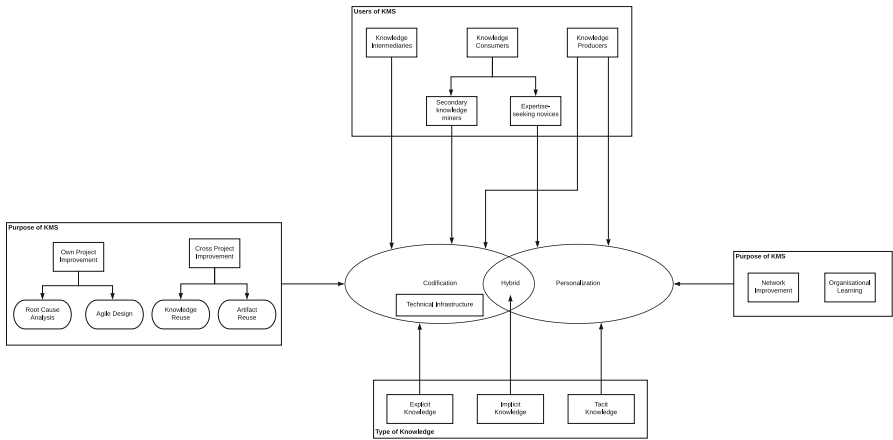 Users of KMS
Knowledge
Intermediaries
Knowledge
Consumers
Knowledge
Producers
Secondary
knowledge
miners
Expertise-
seeking novices
Purpose of KMS
Own Project
Improvement
Cross Project
Improvement
Root Cause
Analysis
Agile Design
Knowledge
Reuse
Artifact
Reuse
Codification
Hybrid
Personalization
Technical Infrastructure
Purpose of KMS
Network
Improvement
Organisational
Learning
Explicit
Knowledge
Implicit
Knowledge
Tacit
Knowledge
Type of Knowledge